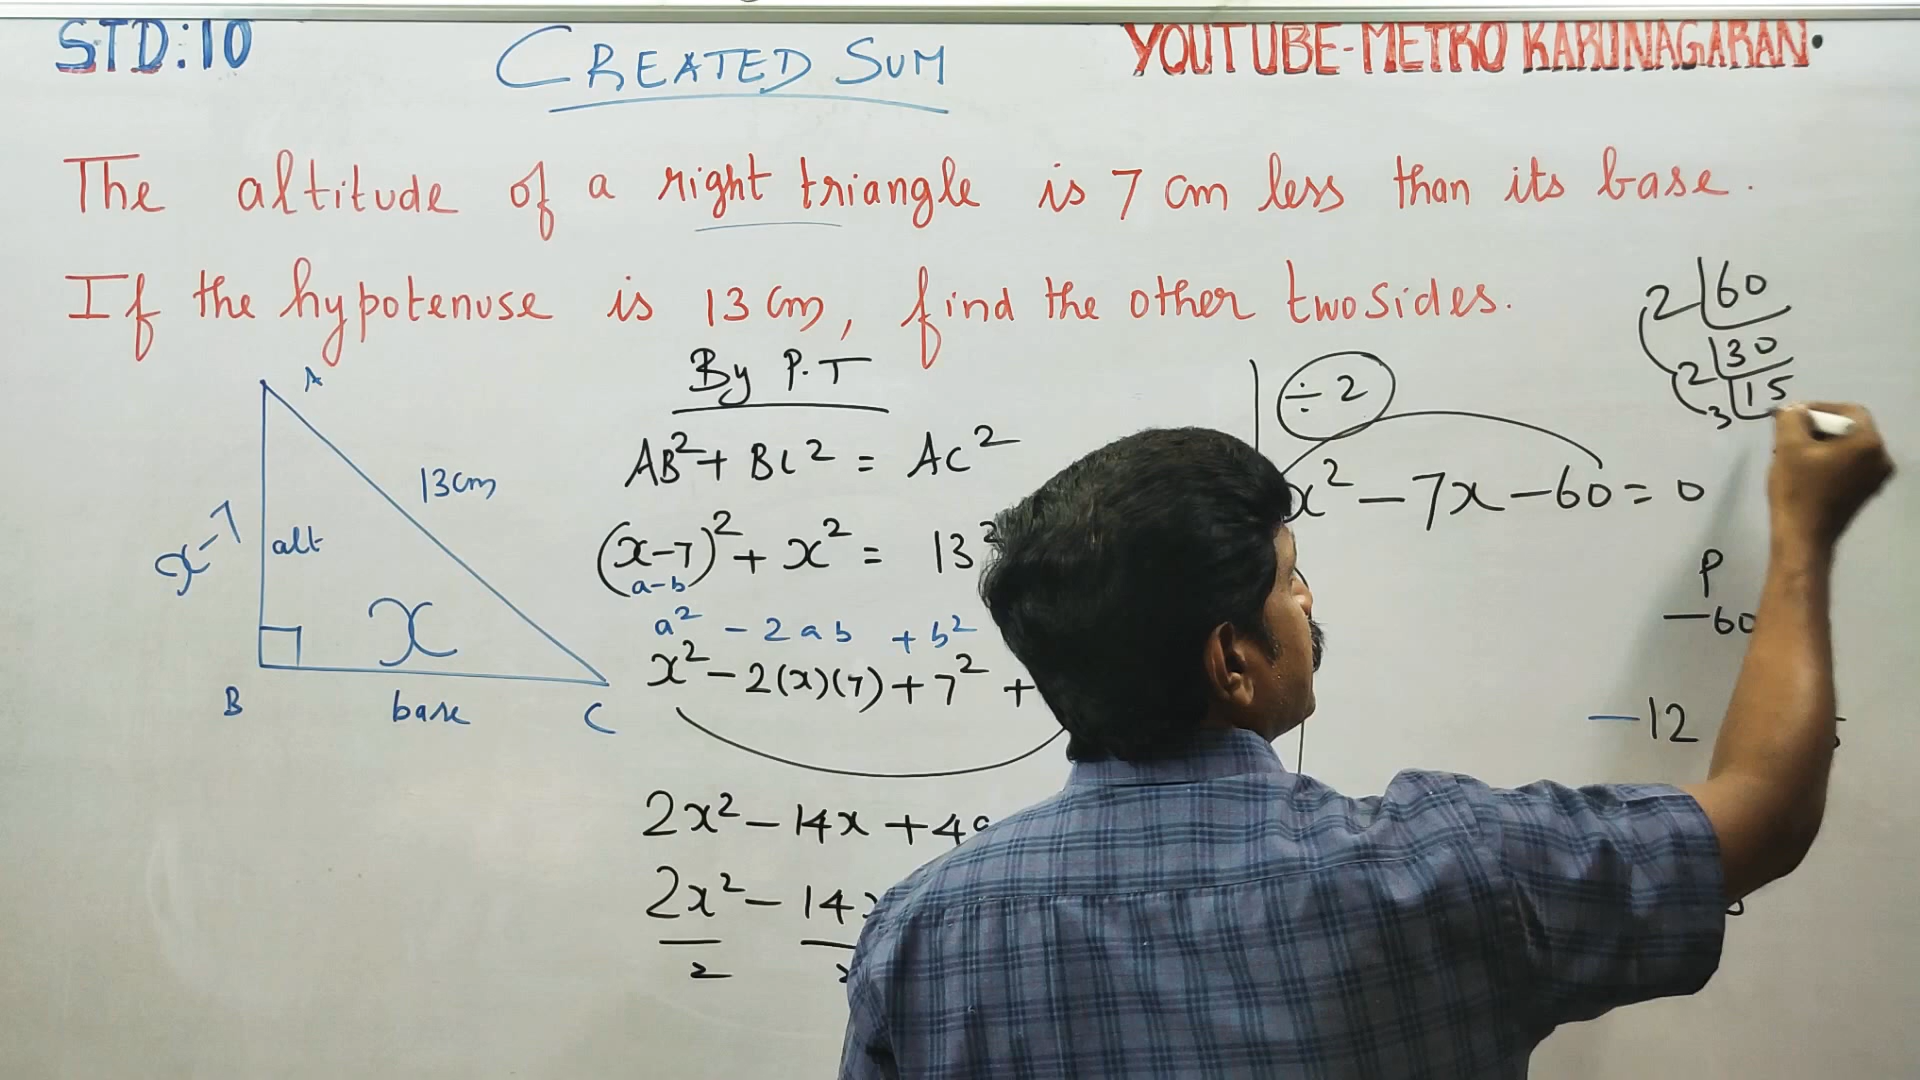 STD:10
CREATED SUM
YOUTUBE-METRO KARUNAGARAN.
The altitude of a right triangle is 7 cm less than its base.
If the hypotenuse is 13 cm, find the other two sides.
A
13cm
x-7
alt
x
B
base
C
By P.T
AB²+ BC² = AC²
(x-7)²+ x² = 13²
a-b
a² - 2ab + b²
x² - 2(x)(7) + 7² +
2x² - 14x + 4
2x² - 14
2
÷ 2
x² - 7x - 60 = 0
2 60
2 30
3 15
P
-60
-12